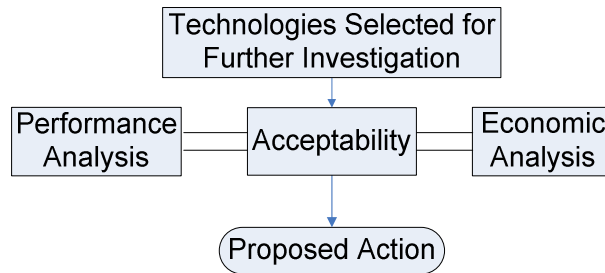 Technologies Selected for
Further Investigation
Performance
Analysis
Acceptability
Economic
Analysis
Proposed Action